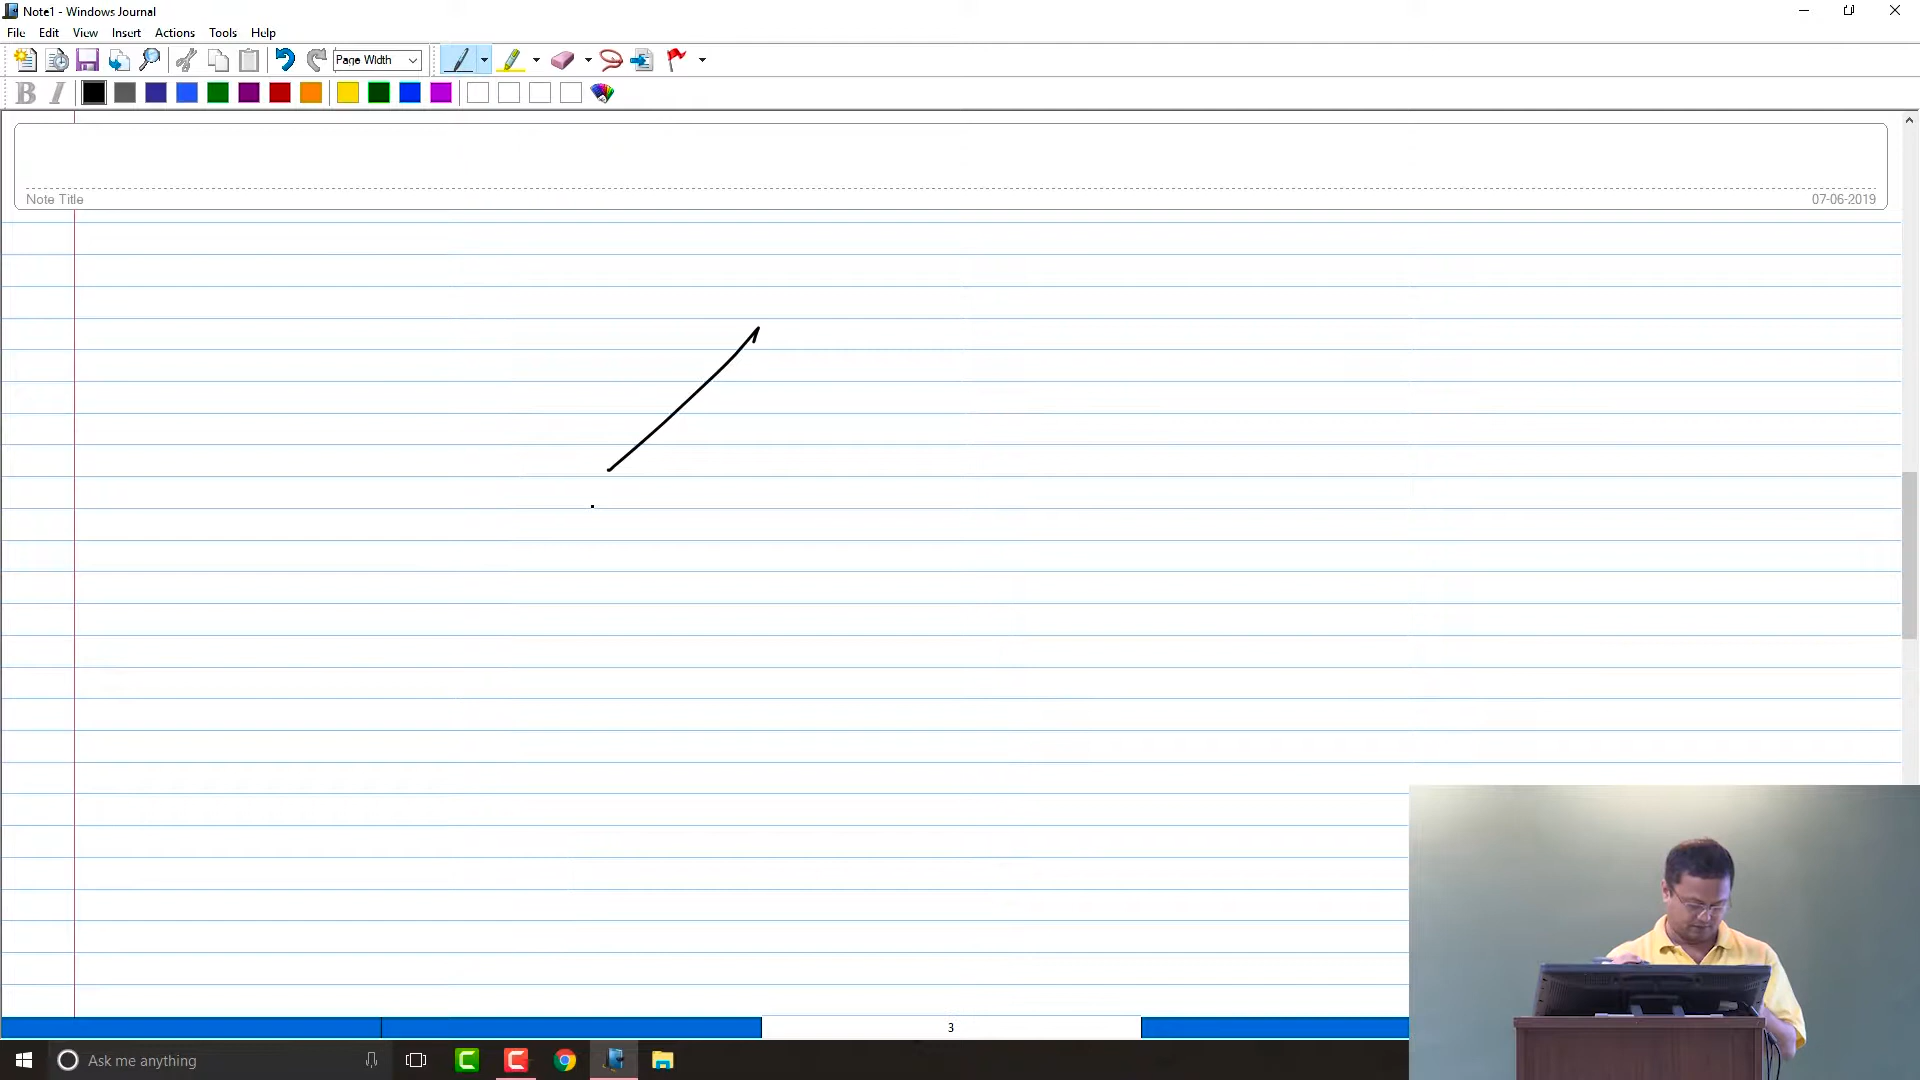 Note1 - Windows Journal
File Edit View Insert Actions Tools Help
Page Width
B I
Note Title
07-06-2019
3
Ask me anything